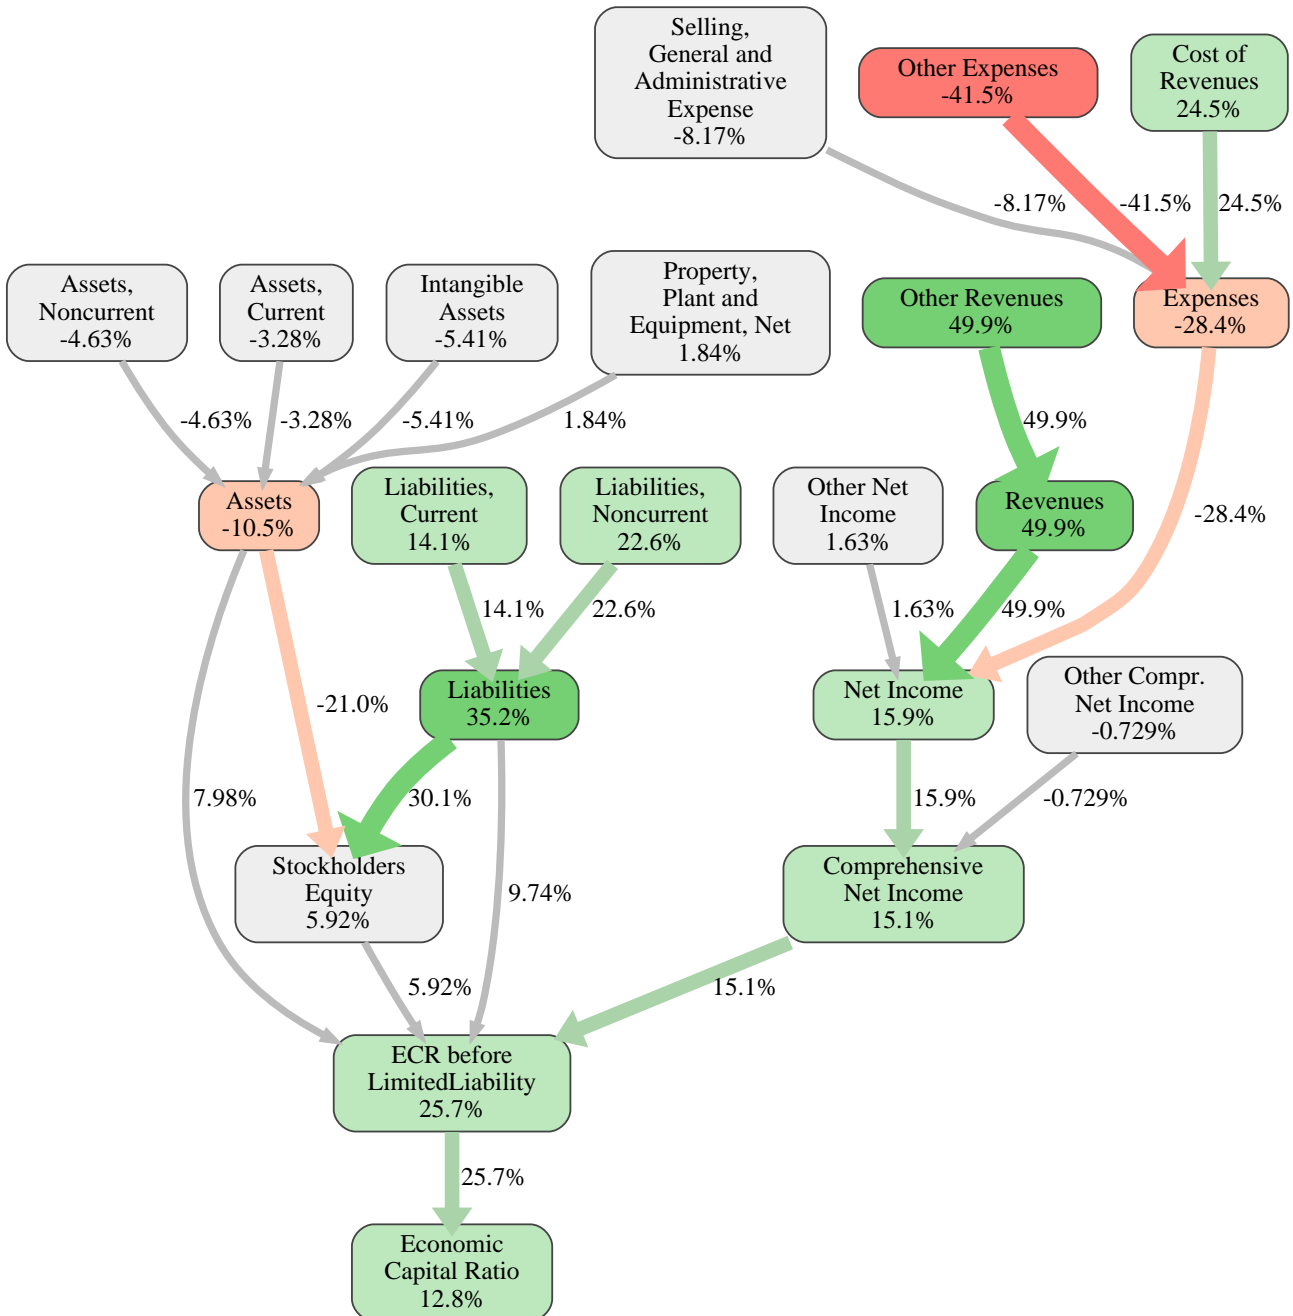 Selling,
General and
Administrative
Expense
-8.17%
Other Expenses
-41.5%
Cost of
Revenues
24.5%
-8.17%
-41.5%
24.5%
Assets,
Noncurrent
-4.63%
Assets,
Current
-3.28%
Intangible
Assets
-5.41%
Property,
Plant and
Equipment, Net
1.84%
Other Revenues
49.9%
Expenses
-28.4%
-4.63%
-3.28%
-5.41%
1.84%
49.9%
-28.4%
Assets
-10.5%
Liabilities,
Current
14.1%
Liabilities,
Noncurrent
22.6%
Other Net
Income
1.63%
Revenues
49.9%
14.1%
22.6%
1.63%
49.9%
-21.0%
Liabilities
35.2%
Net Income
15.9%
Other Compr.
Net Income
-0.729%
7.98%
30.1%
15.9%
-0.729%
Stockholders
Equity
5.92%
9.74%
Comprehensive
Net Income
15.1%
5.92%
15.1%
ECR before
LimitedLiability
25.7%
25.7%
Economic
Capital Ratio
12.8%